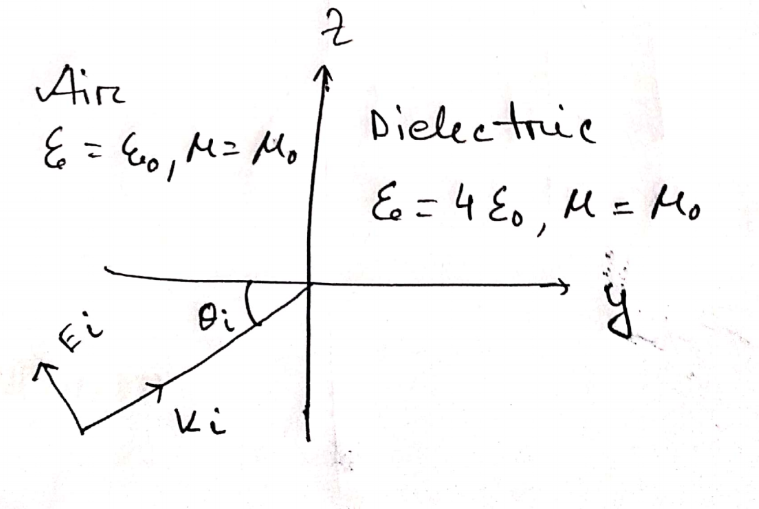 z
Air
ε = ε₀, μ = μ₀
Dielectric
ε = 4 ε₀, μ = μ₀
y
θi
Ei
Ki